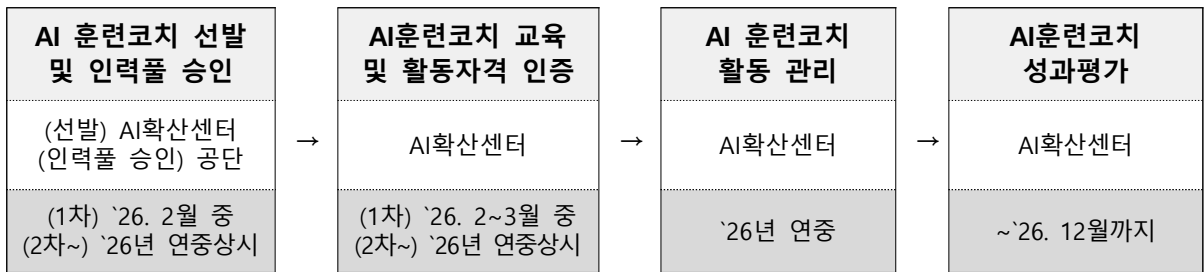 AI 훈련코치 선발
및 인력풀 승인
(선발) AI확산센터
(인력풀 승인) 공단
(1차) `26. 2월 중
(2차~) `26년 연중상시
→
AI훈련코치 교육
및 활동자격 인증
AI확산센터
(1차) `26. 2~3월 중
(2차~) `26년 연중상시
→
AI 훈련코치
활동 관리
AI확산센터
`26년 연중
→
AI훈련코치
성과평가
AI확산센터
~`26. 12월까지